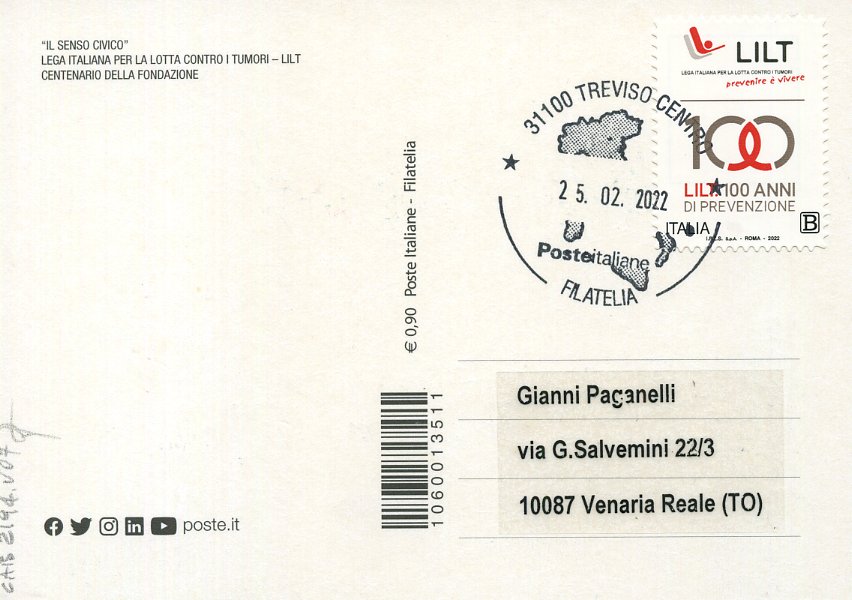 “IL SENSO CIVICO”
LEGA ITALIANA PER LA LOTTA CONTRO I TUMORI – LILT
CENTENARIO DELLA FONDAZIONE
LILT
LEGA ITALIANA PER LA LOTTA CONTRO I TUMORI
prevenire è vivere
100
LILT: 100 ANNI
DI PREVENZIONE
ITALIA
B
I.P.Z.S. S.p.A. - ROMA - 2022
31100 TREVISO CENTRO
25. 02. 2022
Posteitaliane
FILATELIA
€ 0,90 Poste Italiane - Filatelia
1060013511
Gianni Paganelli
via G.Salvemini 22/3
10087 Venaria Reale (TO)
poste.it